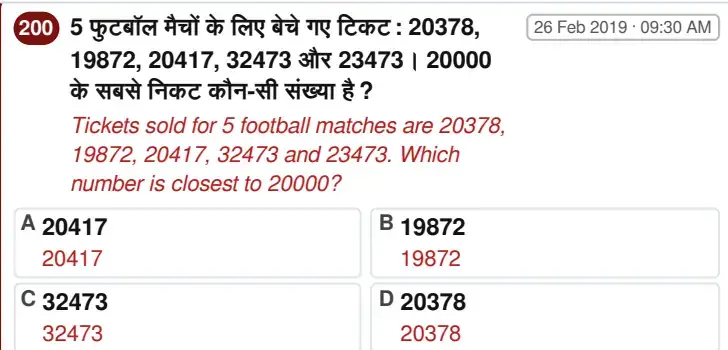 200 5 फुटबॉल मैचों के लिए बेचे गए टिकट : 20378, 26 Feb 2019 · 09:30 AM
19872, 20417, 32473 और 23473 । 20000
के सबसे निकट कौन-सी संख्या है ?
Tickets sold for 5 football matches are 20378,
19872, 20417, 32473 and 23473. Which
number is closest to 20000?
A 20417 B 19872
20417 19872
C 32473 D 20378
32473 20378